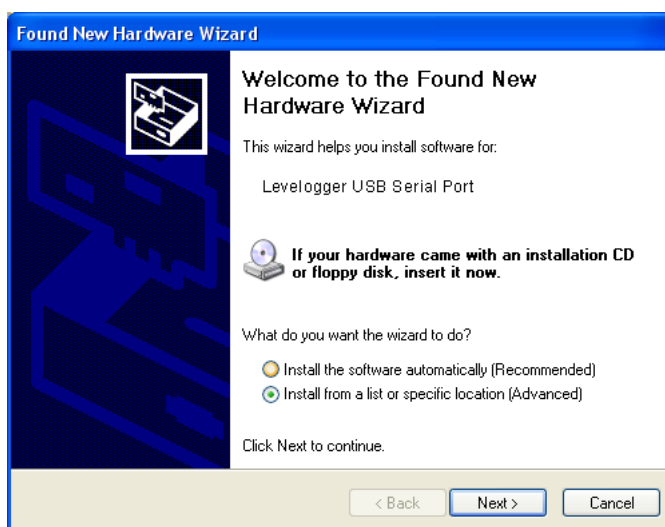 Found New Hardware Wizard
Welcome to the Found New
Hardware Wizard
This wizard helps you install software for:
Levelogger USB Serial Port
If your hardware came with an installation CD
or floppy disk, insert it now.
What do you want the wizard to do?
Install the software automatically (Recommended)
Install from a list or specific location (Advanced)
Click Next to continue.
< Back Next > Cancel